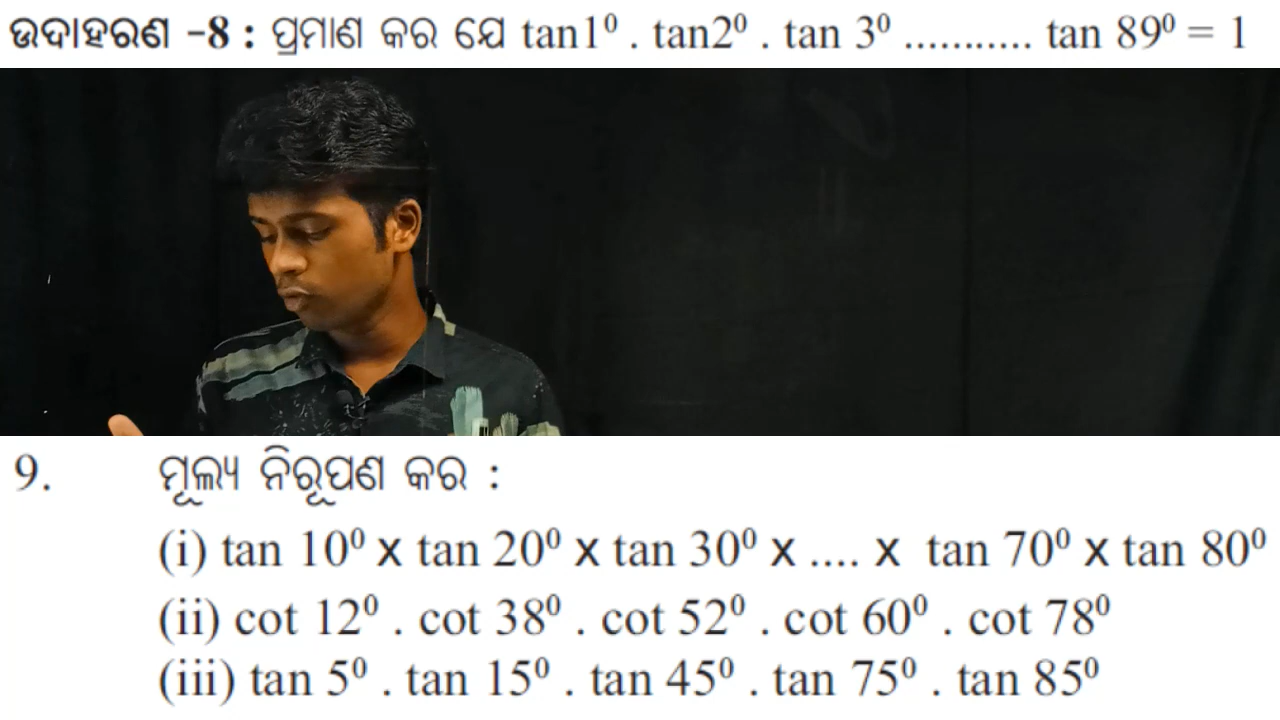 ଉଦାହରଣ –8 : ପ୍ରମାଣ କର ଯେ tan1⁰ . tan2⁰ . tan 3⁰ ........... tan 89⁰ = 1
9. ମୂଲ୍ୟ ନିରୂପଣ କର :
(i) tan 10⁰ x tan 20⁰ x tan 30⁰ x .... x tan 70⁰ x tan 80⁰
(ii) cot 12⁰ . cot 38⁰ . cot 52⁰ . cot 60⁰ . cot 78⁰
(iii) tan 5⁰ . tan 15⁰ . tan 45⁰ . tan 75⁰ . tan 85⁰